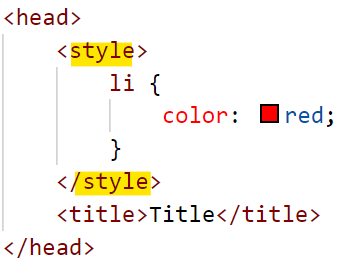 <head>
    <style>
        li {
            color: red;
        }
    </style>
    <title>Title</title>
</head>